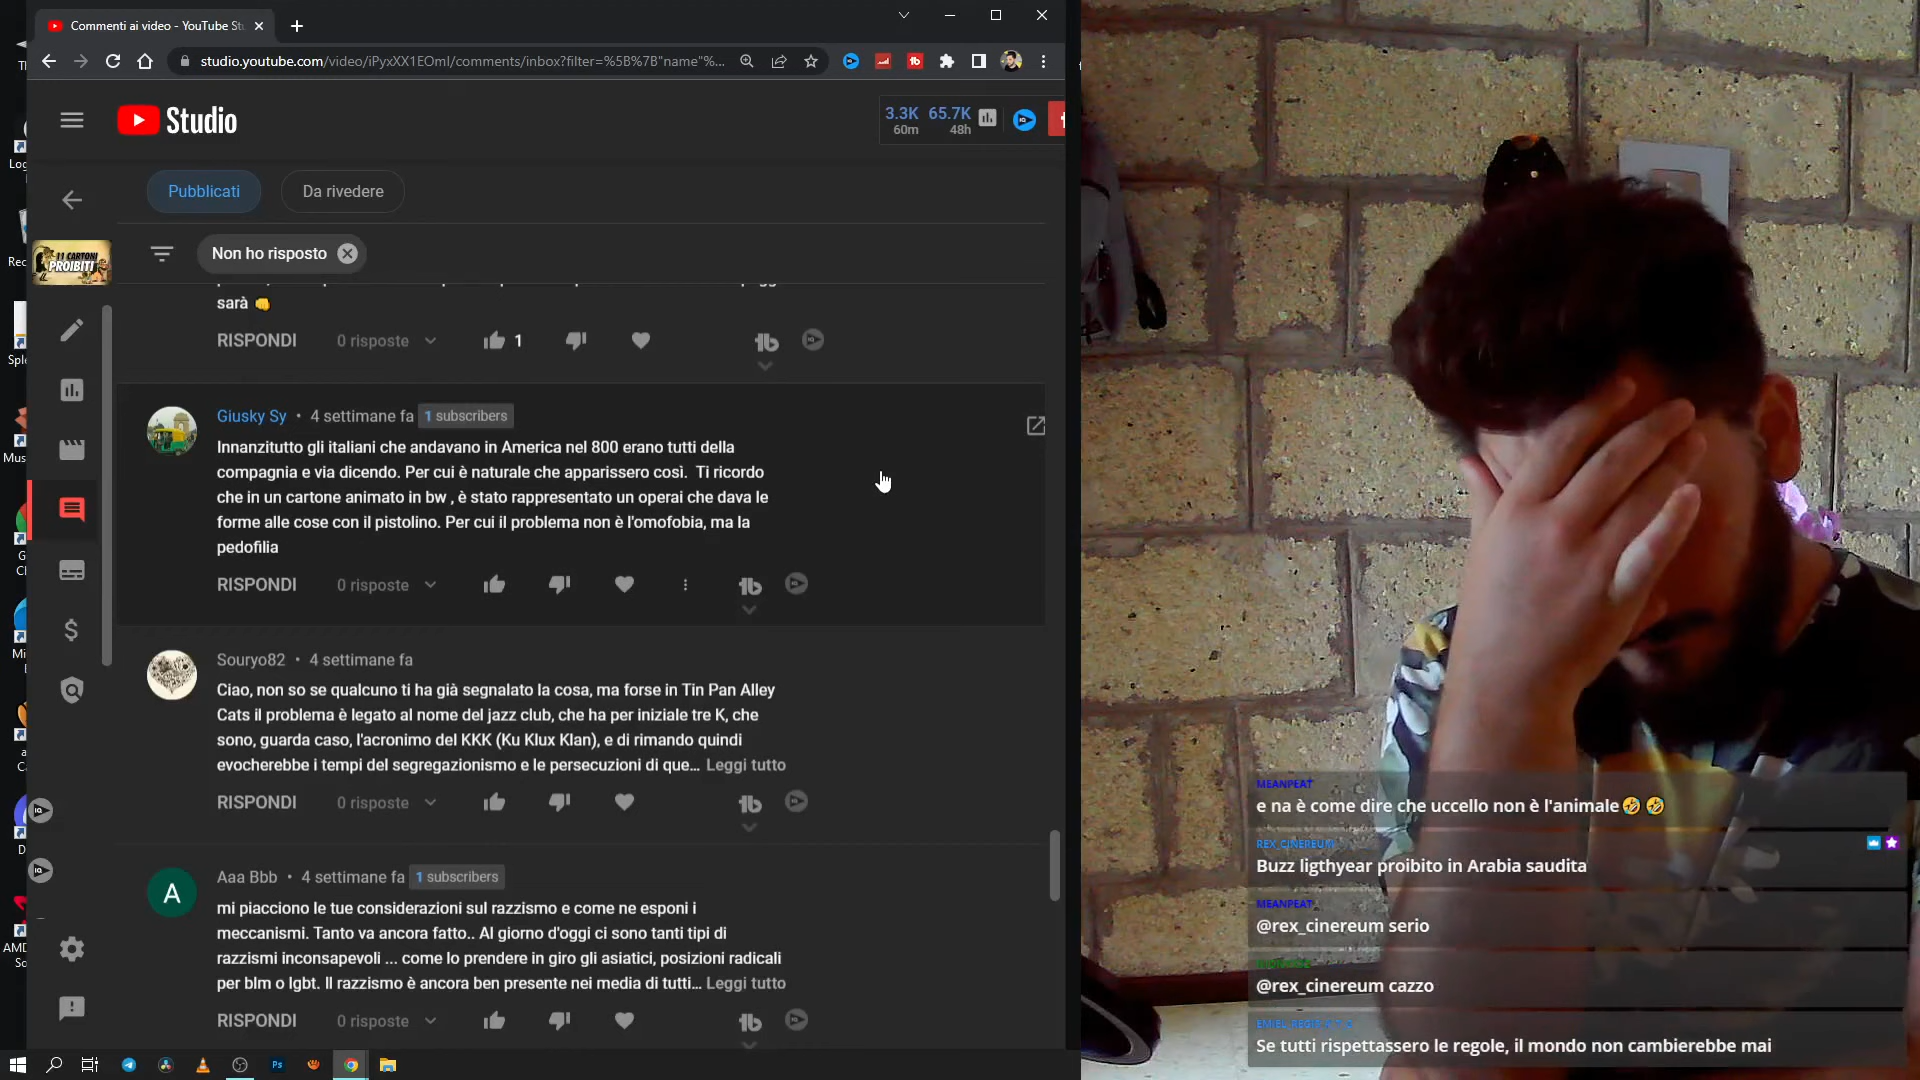 Commenti ai video - YouTube St
studio.youtube.com/video/iPyxXX1EOmI/comments/inbox?filter=%5B%7B"name"%...
Studio
3.3K 65.7K
60m 48h
Pubblicati
Da rivedere
11 CARTONI
PROIBITI
Non ho risposto
sarà 👊
RISPONDI 0 risposte 1
Giusky Sy • 4 settimane fa 1 subscribers
Innanzitutto gli italiani che andavano in America nel 800 erano tutti della
compagnia e via dicendo. Per cui è naturale che apparissero così. Ti ricordo
che in un cartone animato in bw , è stato rappresentato un operai che dava le
forme alle cose con il pistolino. Per cui il problema non è l'omofobia, ma la
pedofilia
RISPONDI 0 risposte
Souryo82 • 4 settimane fa
Ciao, non so se qualcuno ti ha già segnalato la cosa, ma forse in Tin Pan Alley
Cats il problema è legato al nome del jazz club, che ha per iniziale tre K, che
sono, guarda caso, l'acronimo del KKK (Ku Klux Klan), e di rimando quindi
evocherebbe i tempi del segregazionismo e le persecuzioni di que... Leggi tutto
RISPONDI 0 risposte
A
Aaa Bbb • 4 settimane fa 1 subscribers
mi piacciono le tue considerazioni sul razzismo e come ne esponi i
meccanismi. Tanto va ancora fatto.. Al giorno d'oggi ci sono tanti tipi di
razzismi inconsapevoli ... come lo prendere in giro gli asiatici, posizioni radicali
per blm o lgbt. Il razzismo è ancora ben presente nei media di tutti... Leggi tutto
RISPONDI 0 risposte
MEANPEAT
e na è come dire che uccello non è l'animale🤣 🤣
REX_CINEREUM
Buzz ligthyear proibito in Arabia saudita
MEANPEAT
@rex_cinereum serio
@rex_cinereum cazzo
Se tutti rispettassero le regole, il mondo non cambierebbe mai